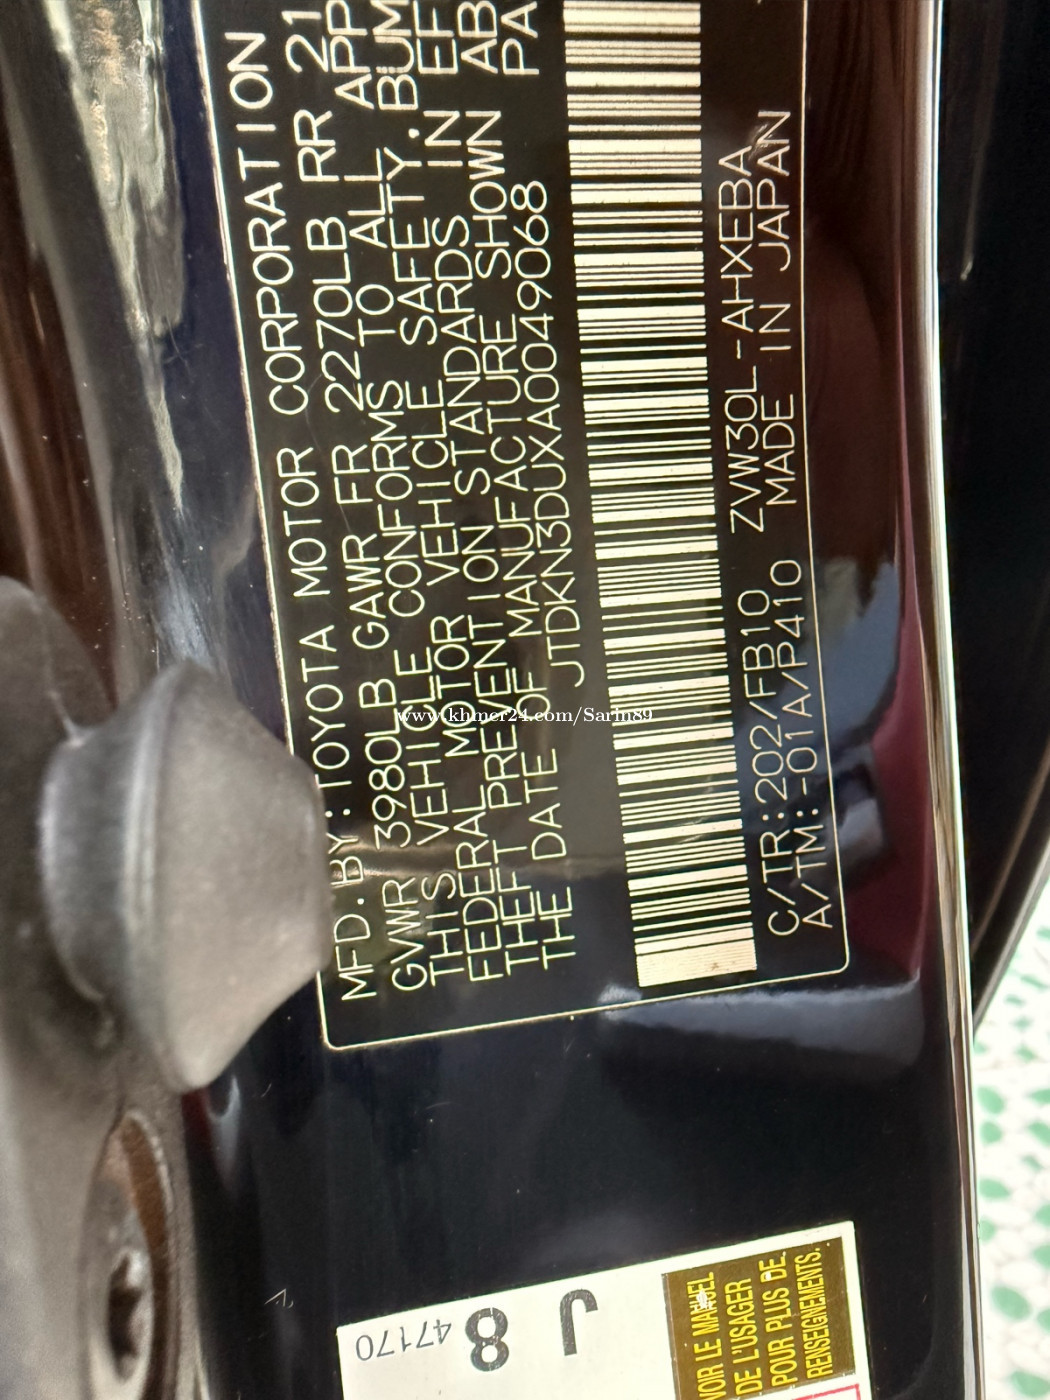 MFD.BY:TOYOTA MOTOR CORPORATION
GVWR 3980LB GAWR FR 2270LB RR 21
THIS VEHICLE CONFORMS TO ALL APP
FEDERAL MOTOR VEHICLE SAFETY.BUM
THEFT PREVENTION STANDARDS IN EF
THE DATE OF MANUFACTURE SHOWN AB
JTDKN3DUXA0049068 PA
C/TR:202/FB10 ZVW30L-AHXEBA
A/TM:-01A/P410 MADE IN JAPAN
www.khmer24.com/Sarin89
J 8
47170
VOIR LE MANUEL
DE L'USAGER
POUR PLUS DE
RENSEIGNEMENTS.